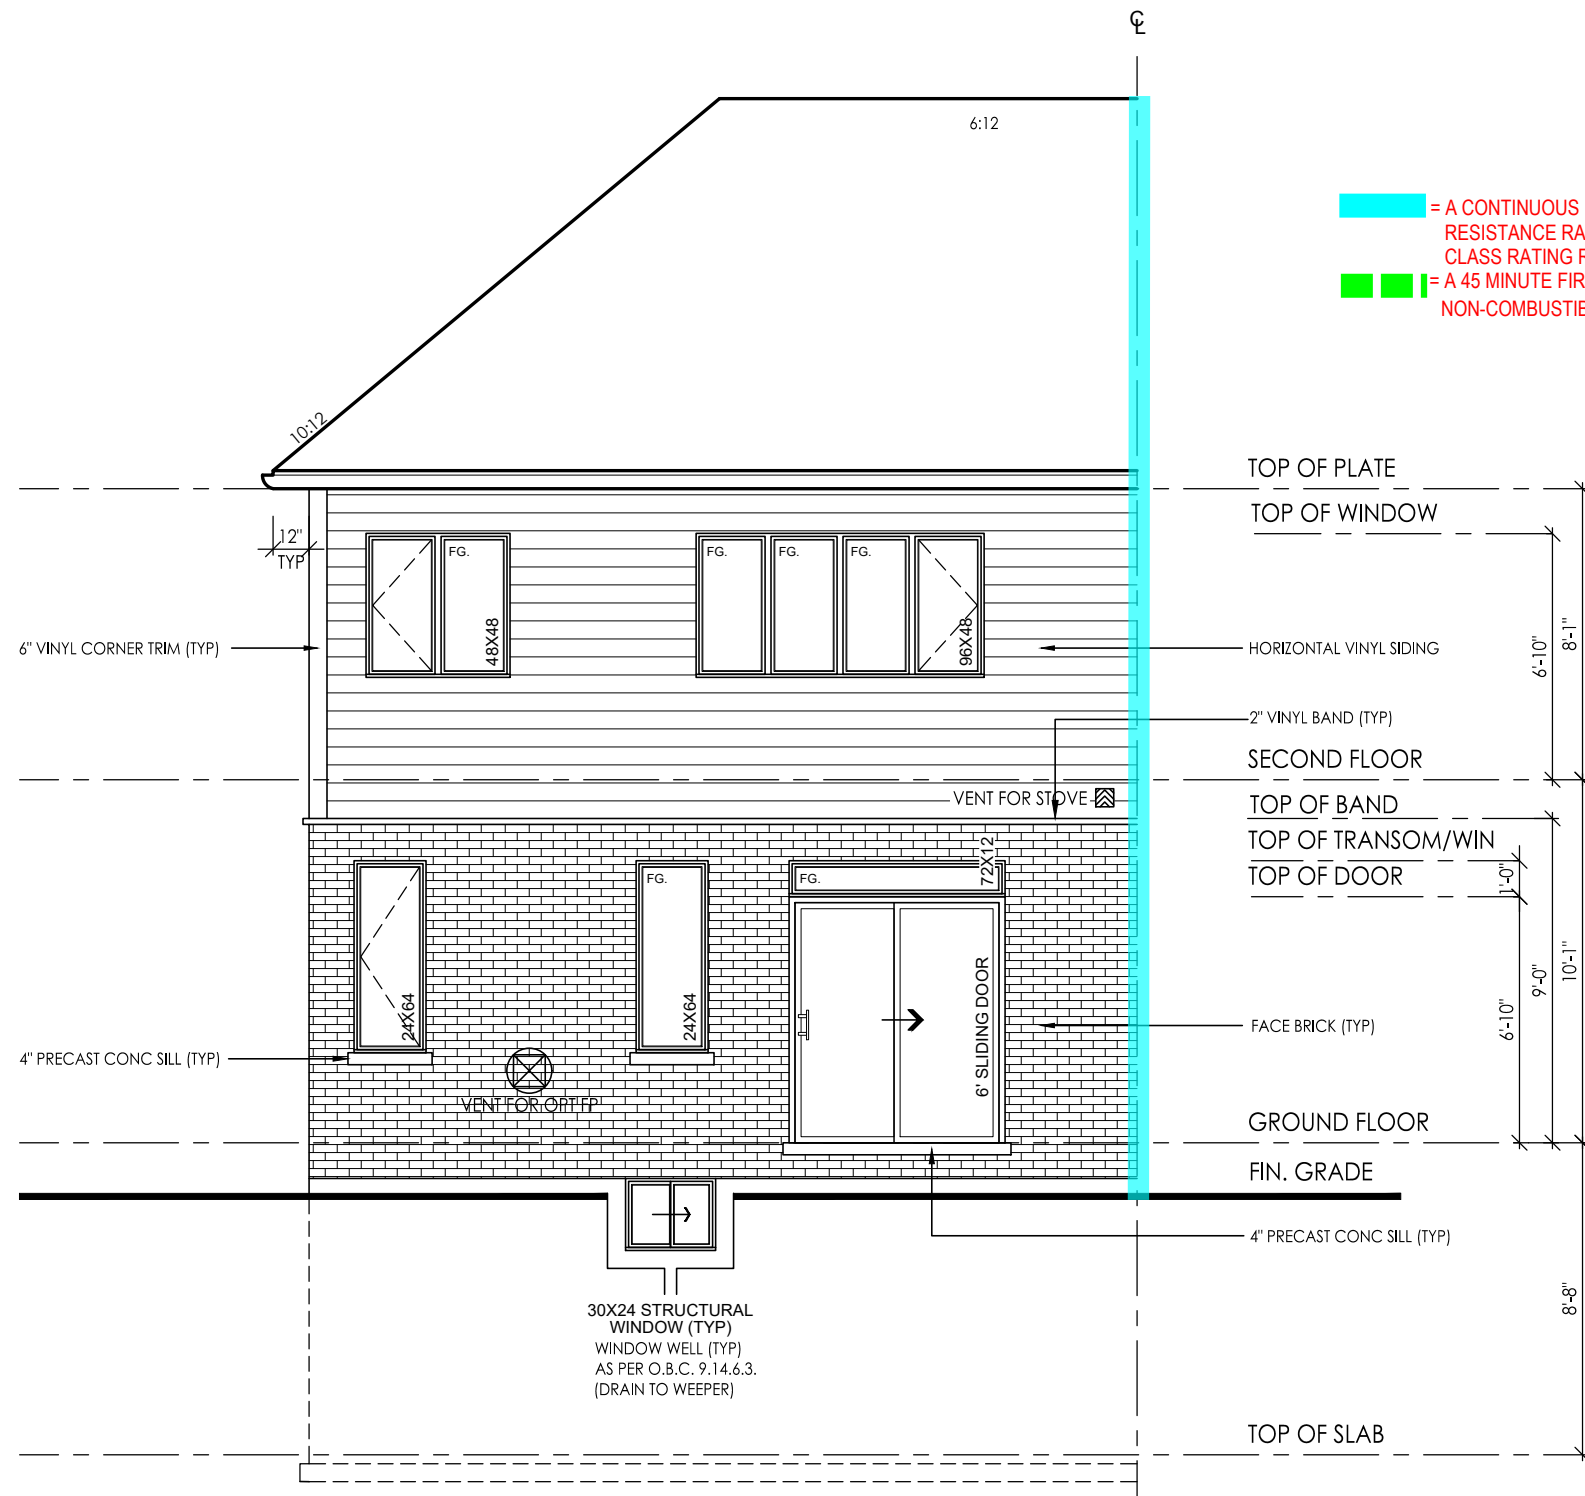 ℄
6:12
= A CONTINUOUS
RESISTANCE RA
CLASS RATING
= A 45 MINUTE FIR
NON-COMBUSTIB
10:12
TOP OF PLATE
TOP OF WINDOW
12"
TYP
FG.
FG.
FG.
FG.
48X48
96X48
6" VINYL CORNER TRIM (TYP)
HORIZONTAL VINYL SIDING
6'-10"
8'-1"
2" VINYL BAND (TYP)
SECOND FLOOR
VENT FOR STOVE
TOP OF BAND
TOP OF TRANSOM/WIN
72X12
FG.
FG.
TOP OF DOOR
1'-0"
24X64
24X64
6' SLIDING DOOR
6'-10"
9'-0"
10'-1"
FACE BRICK (TYP)
4" PRECAST CONC SILL (TYP)
VENT FOR OPT FP
GROUND FLOOR
FIN. GRADE
4" PRECAST CONC SILL (TYP)
8'-8"
30X24 STRUCTURAL
WINDOW (TYP)
WINDOW WELL (TYP)
AS PER O.B.C. 9.14.6.3.
(DRAIN TO WEEPER)
TOP OF SLAB